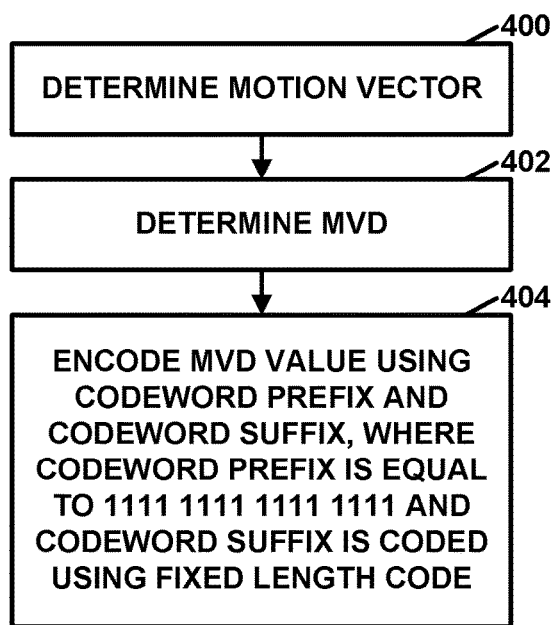 400
DETERMINE MOTION VECTOR
402
DETERMINE MVD
404
ENCODE MVD VALUE USING
CODEWORD PREFIX AND
CODEWORD SUFFIX, WHERE
CODEWORD PREFIX IS EQUAL
TO 1111 1111 1111 1111 AND
CODEWORD SUFFIX IS CODED
USING FIXED LENGTH CODE